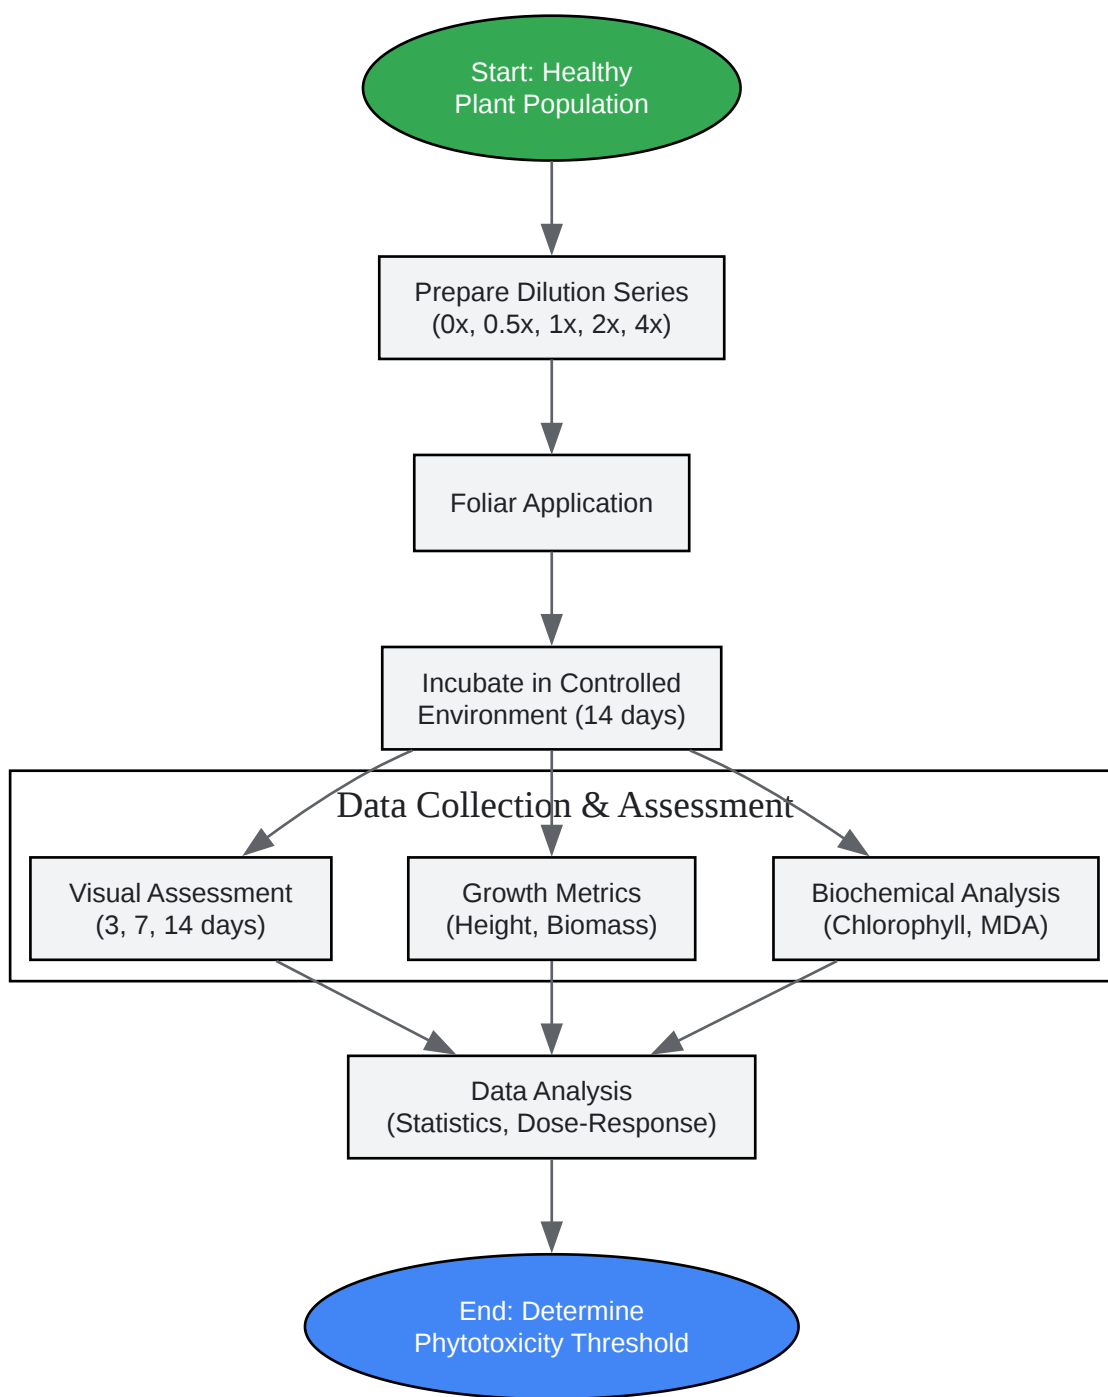 Start: Healthy
Plant Population
Prepare Dilution Series
(0x, 0.5x, 1x, 2x, 4x)
Foliar Application
Incubate in Controlled
Environment (14 days)
Data Collection & Assessment
Visual Assessment
(3, 7, 14 days)
Growth Metrics
(Height, Biomass)
Biochemical Analysis
(Chlorophyll, MDA)
Data Analysis
(Statistics, Dose-Response)
End: Determine
Phytotoxicity Threshold